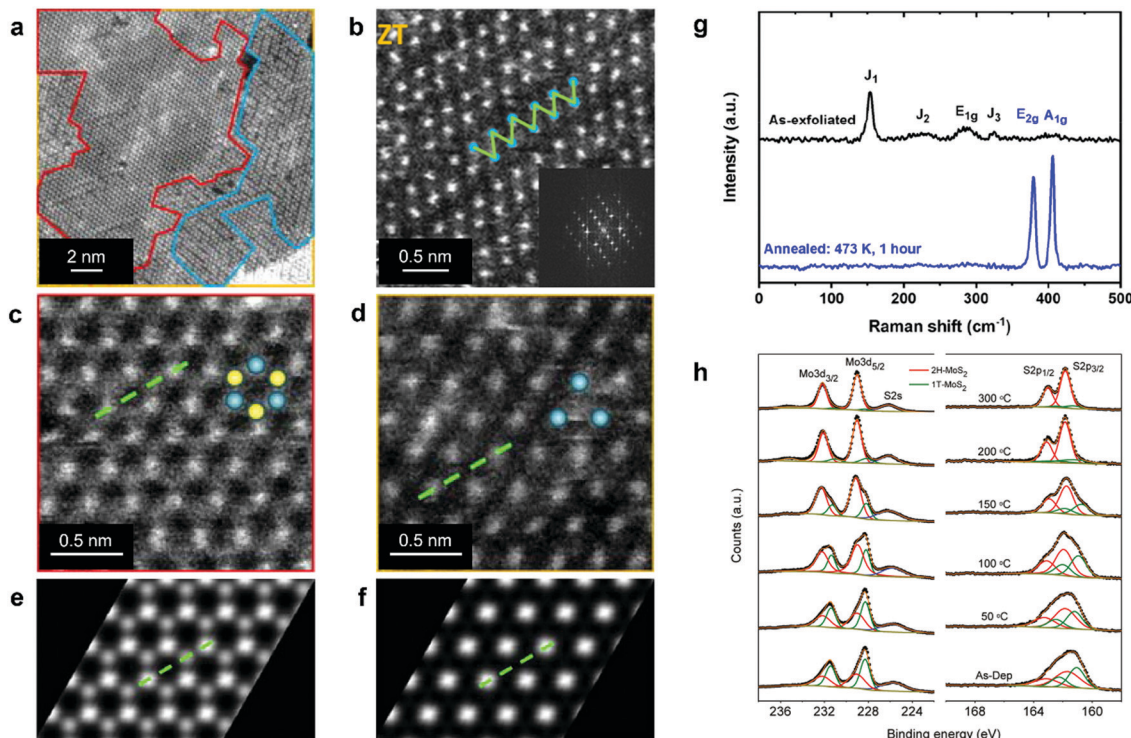 a
2 nm
b
ZT
0.5 nm
c
0.5 nm
d
0.5 nm
e
f
g
Intensity (a.u.)
As-exfoliated
J₁
J₂
E₁g
J₃
E₂g A₁g
Annealed: 473 K, 1 hour
0 100 200 300 400 500
Raman shift (cm⁻¹)
h
Counts (a.u.)
Mo3d₃/₂
Mo3d₅/₂
S2s
2H-MoS₂
1T-MoS₂
S2p₁/₂
S2p₃/₂
300 °C
200 °C
150 °C
100 °C
50 °C
As-Dep
236 232 228 224 168 164 160
Binding energy (eV)